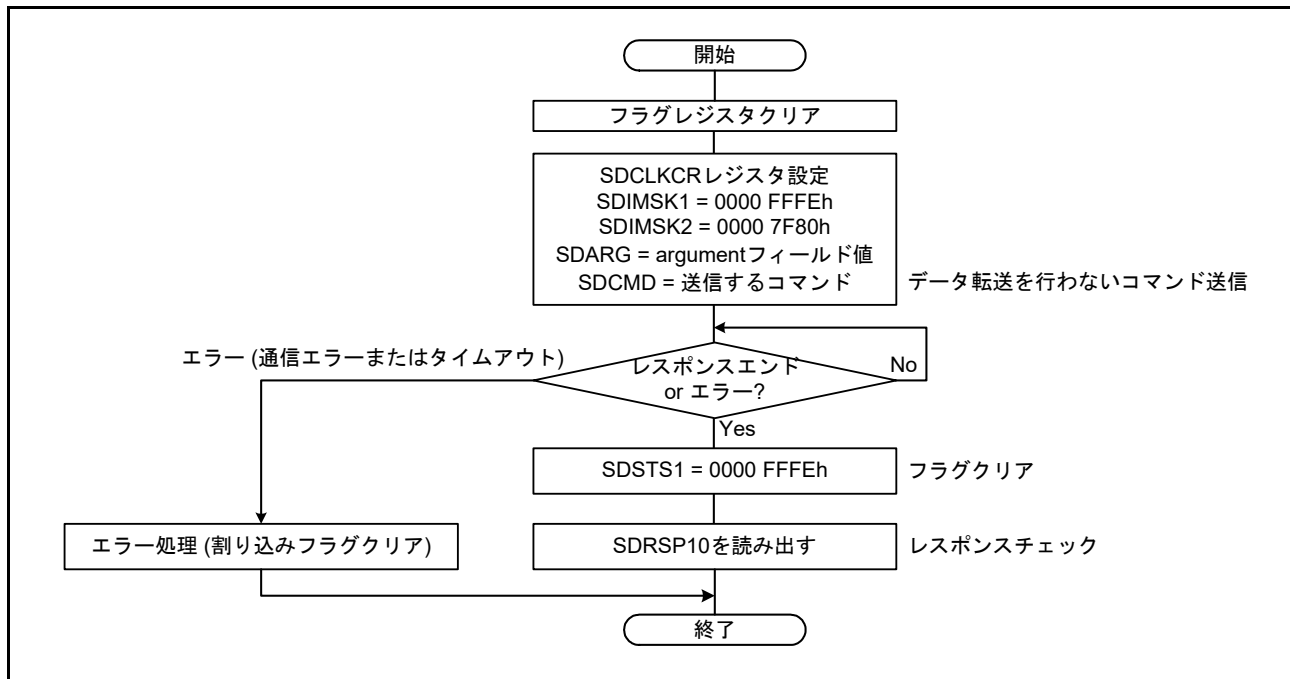 開始
フラグレジスタクリア
SDCLKCRレジスタ設定
SDIMSK1 = 0000 FFFEh
SDIMSK2 = 0000 7F80h
SDARG = argumentフィールド値
SDCMD = 送信するコマンド
データ転送を行わないコマンド送信
エラー (通信エラーまたはタイムアウト)
レスポンスエンド
or エラー?
No
Yes
SDSTS1 = 0000 FFFEh
フラグクリア
エラー処理 (割り込みフラグクリア)
SDRSP10を読み出す
レスポンスチェック
終了